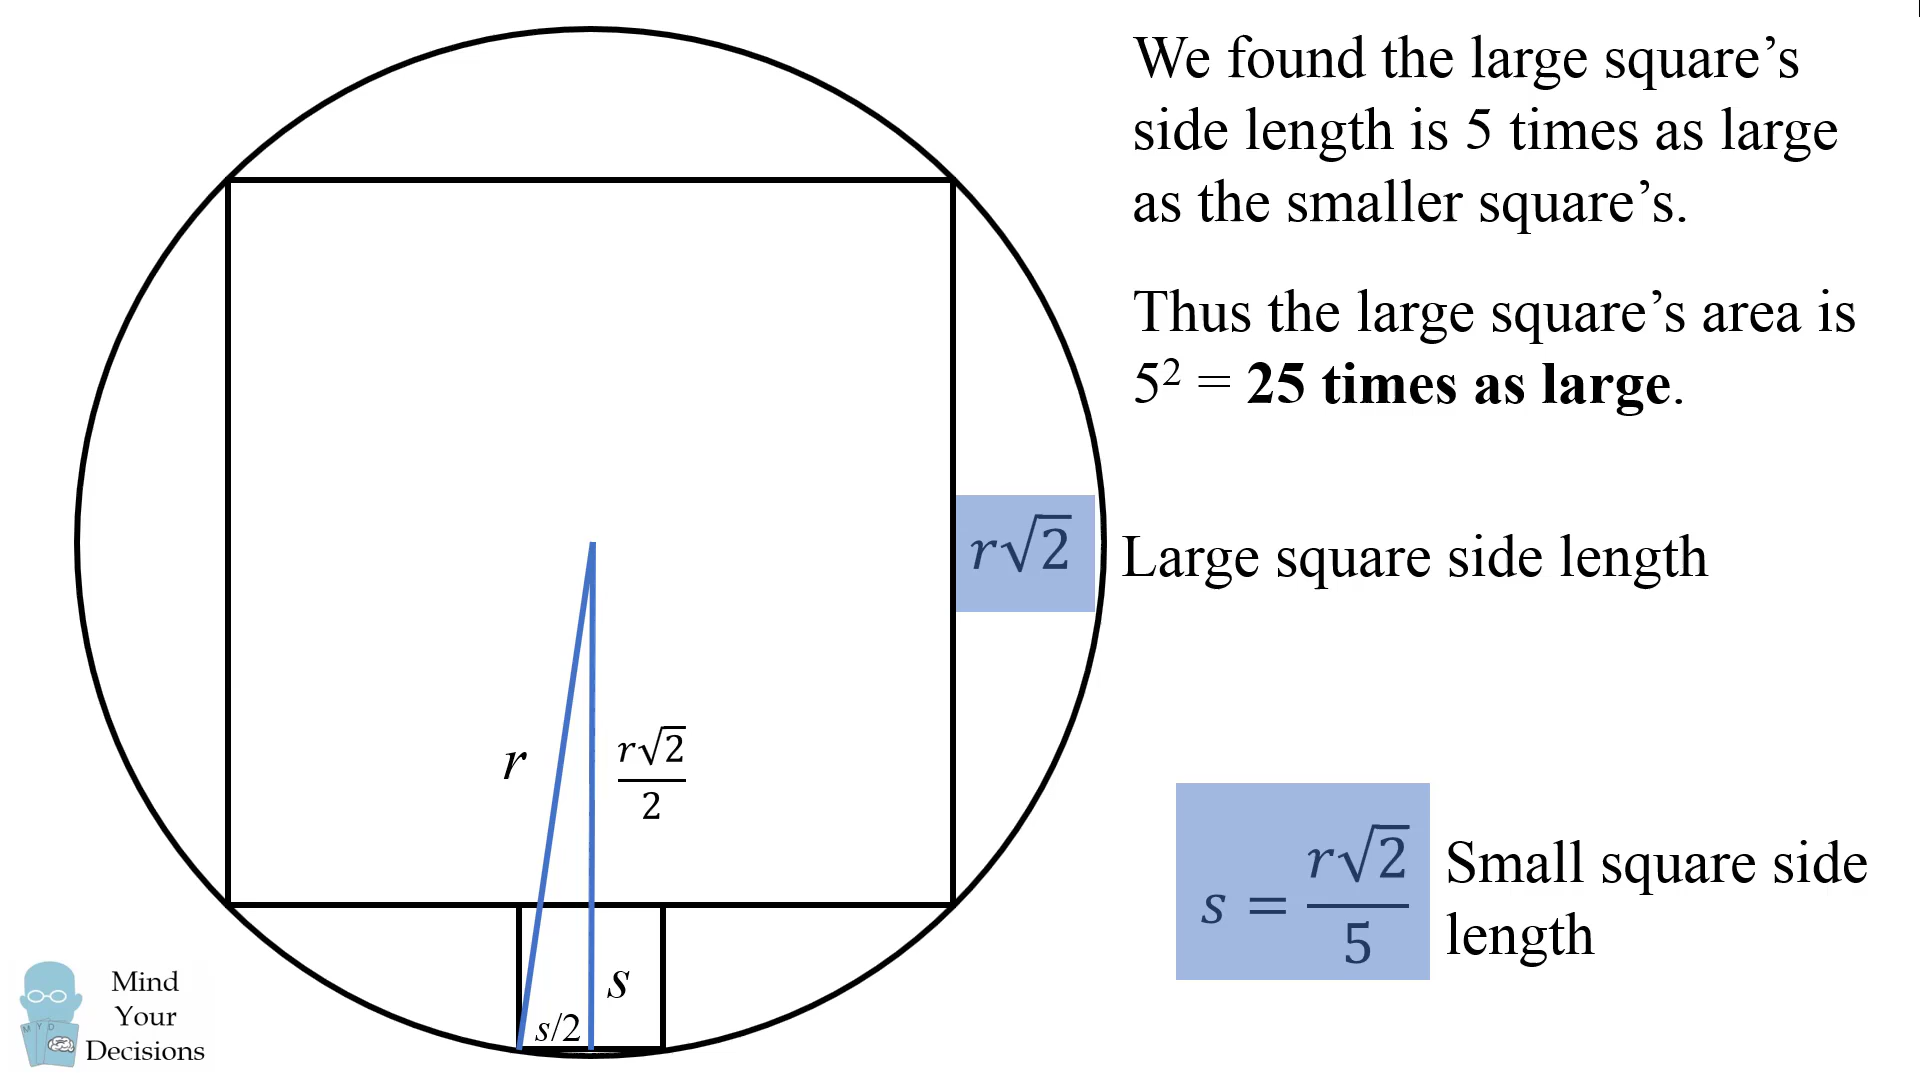 We found the large square’s
side length is 5 times as large
as the smaller square’s.
Thus the large square’s area is
5² = 25 times as large.
r√2
Large square side length
r
r√2
2
s = r√2/5
Small square side
length
s
s/2
M Y D
Mind
Your
Decisions